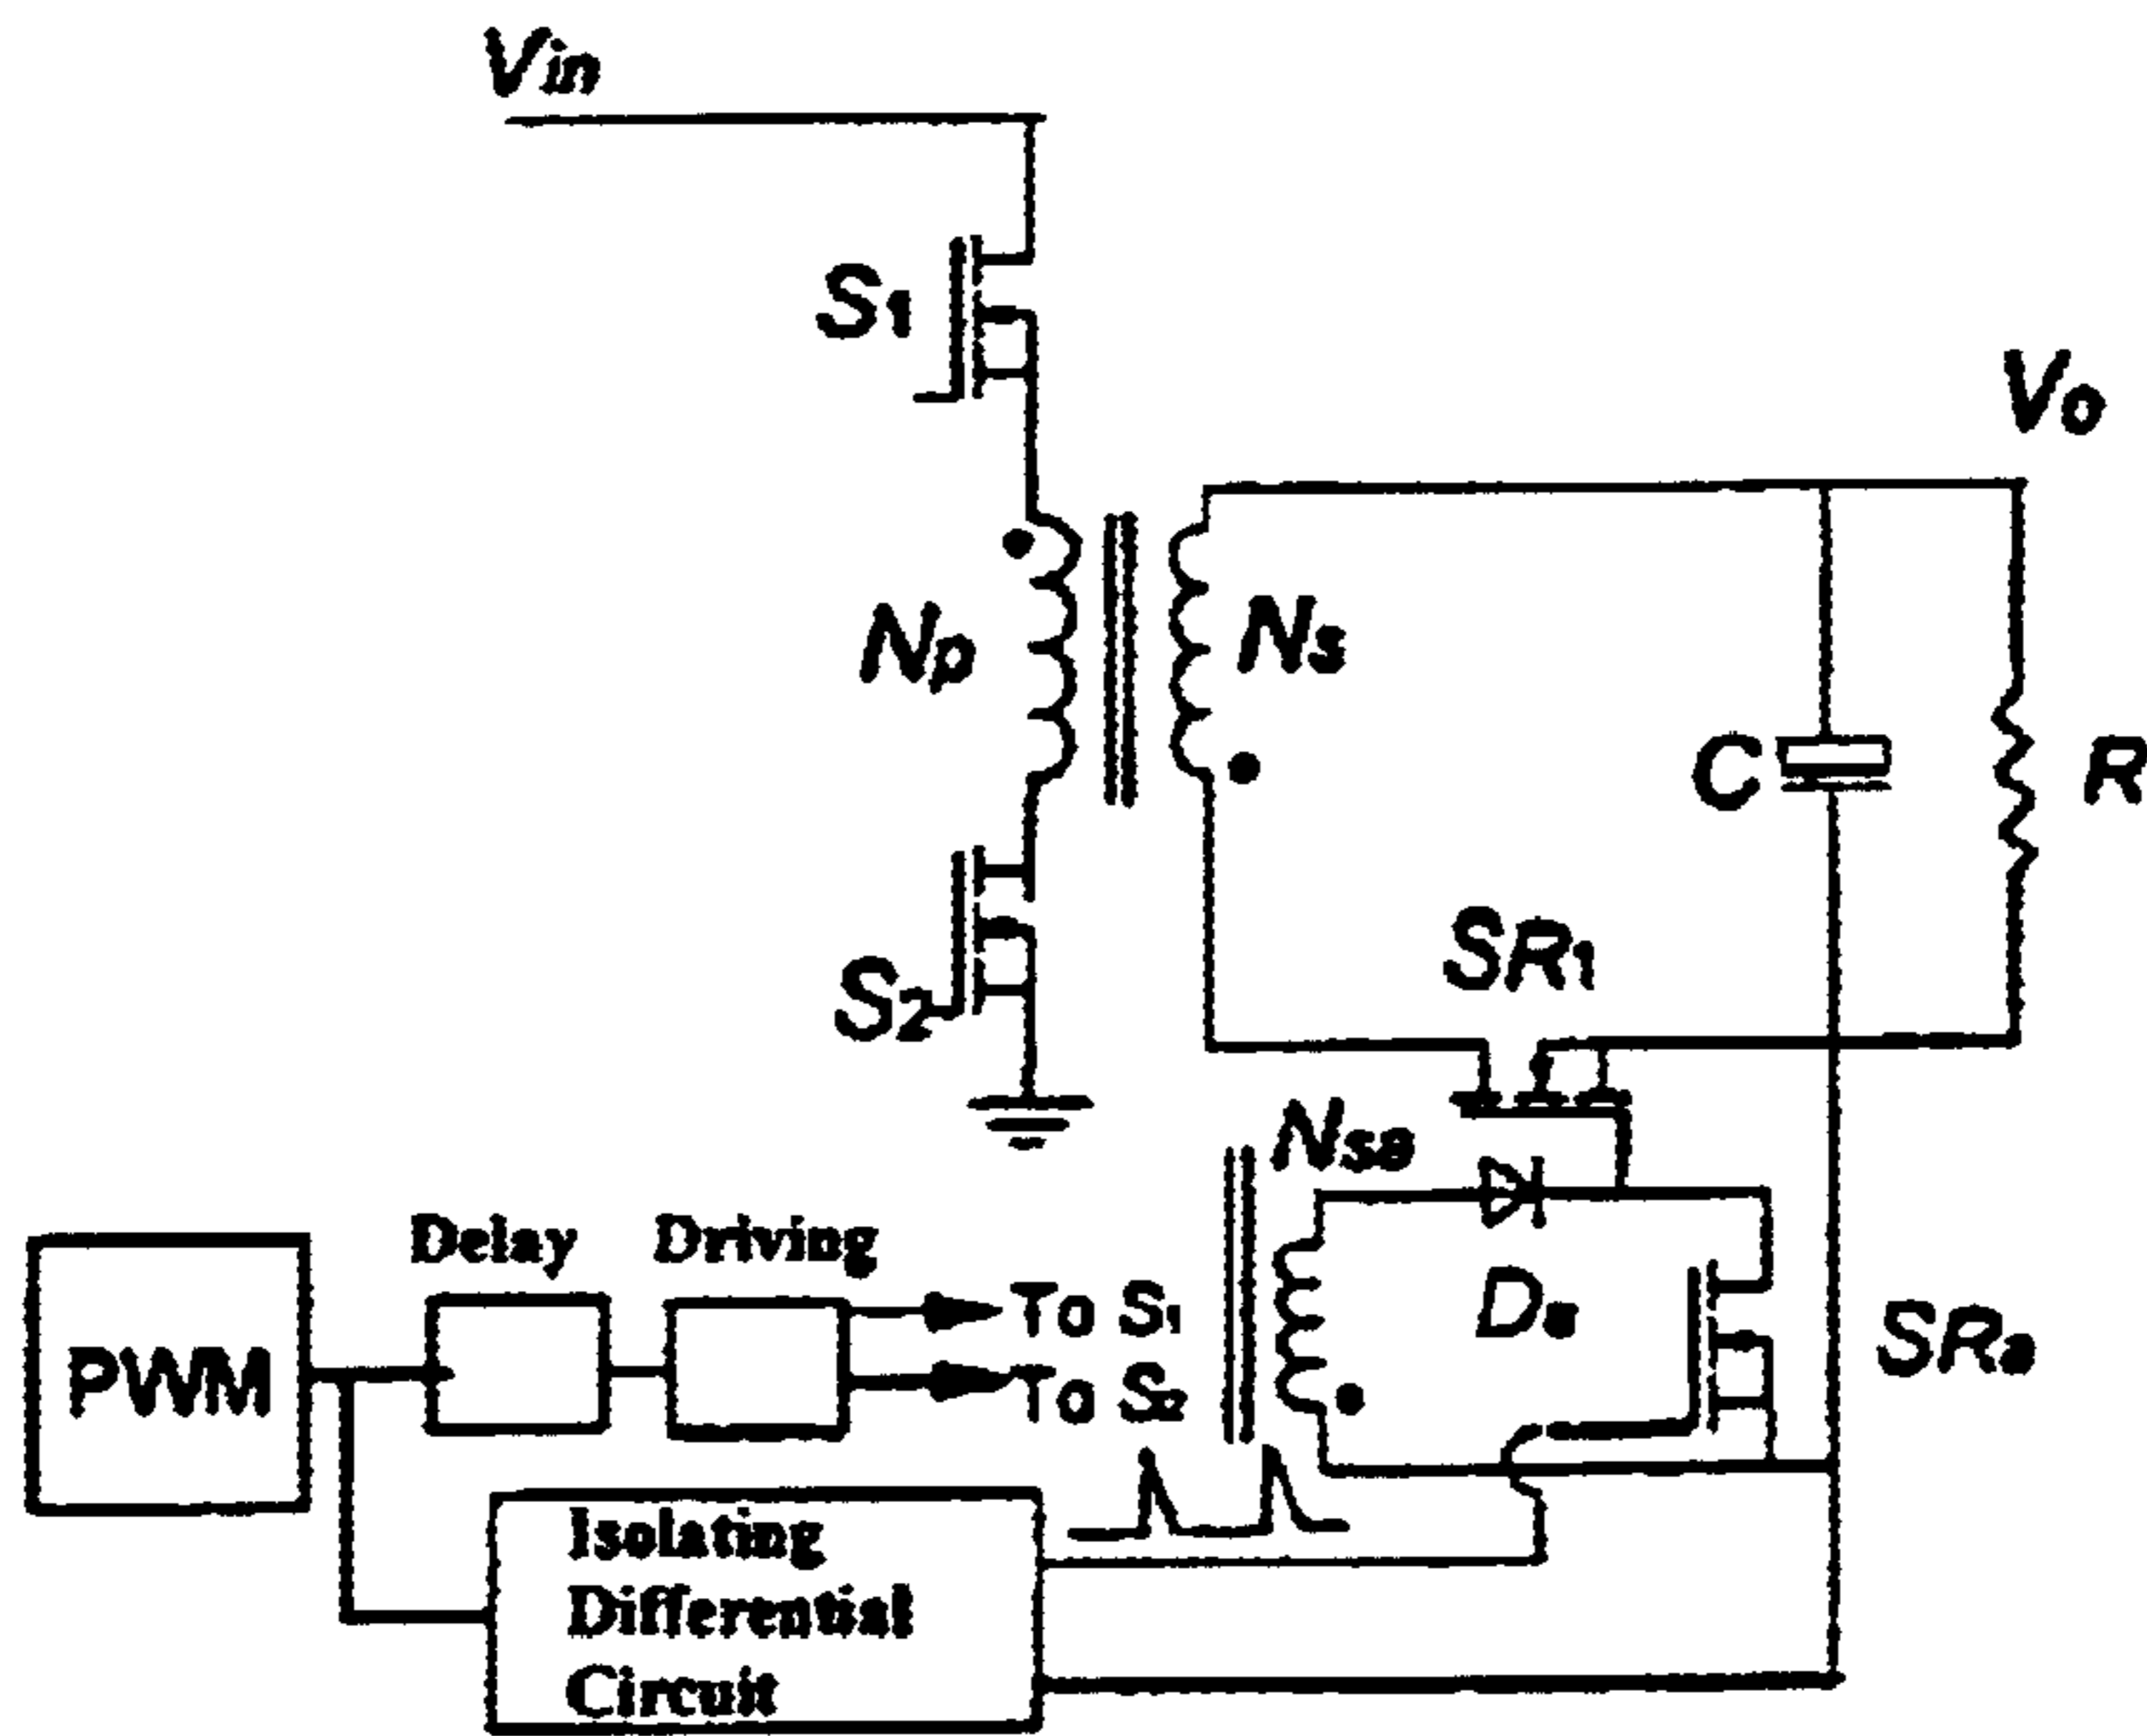 Vin
S1
Vo
Np
Ns
C
R
S2
SR1
Nsa
Delay
Driving
To S1
To S2
PWM
Da
SRa
Isolating
Differential
Circuit